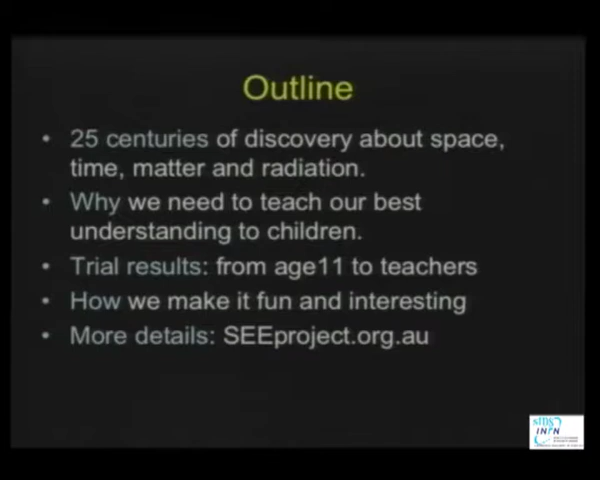 Outline
• 25 centuries of discovery about space,
time, matter and radiation.
• Why we need to teach our best
understanding to children.
• Trial results: from age11 to teachers
• How we make it fun and interesting
• More details: SEEproject.org.au
SIDS
INFN